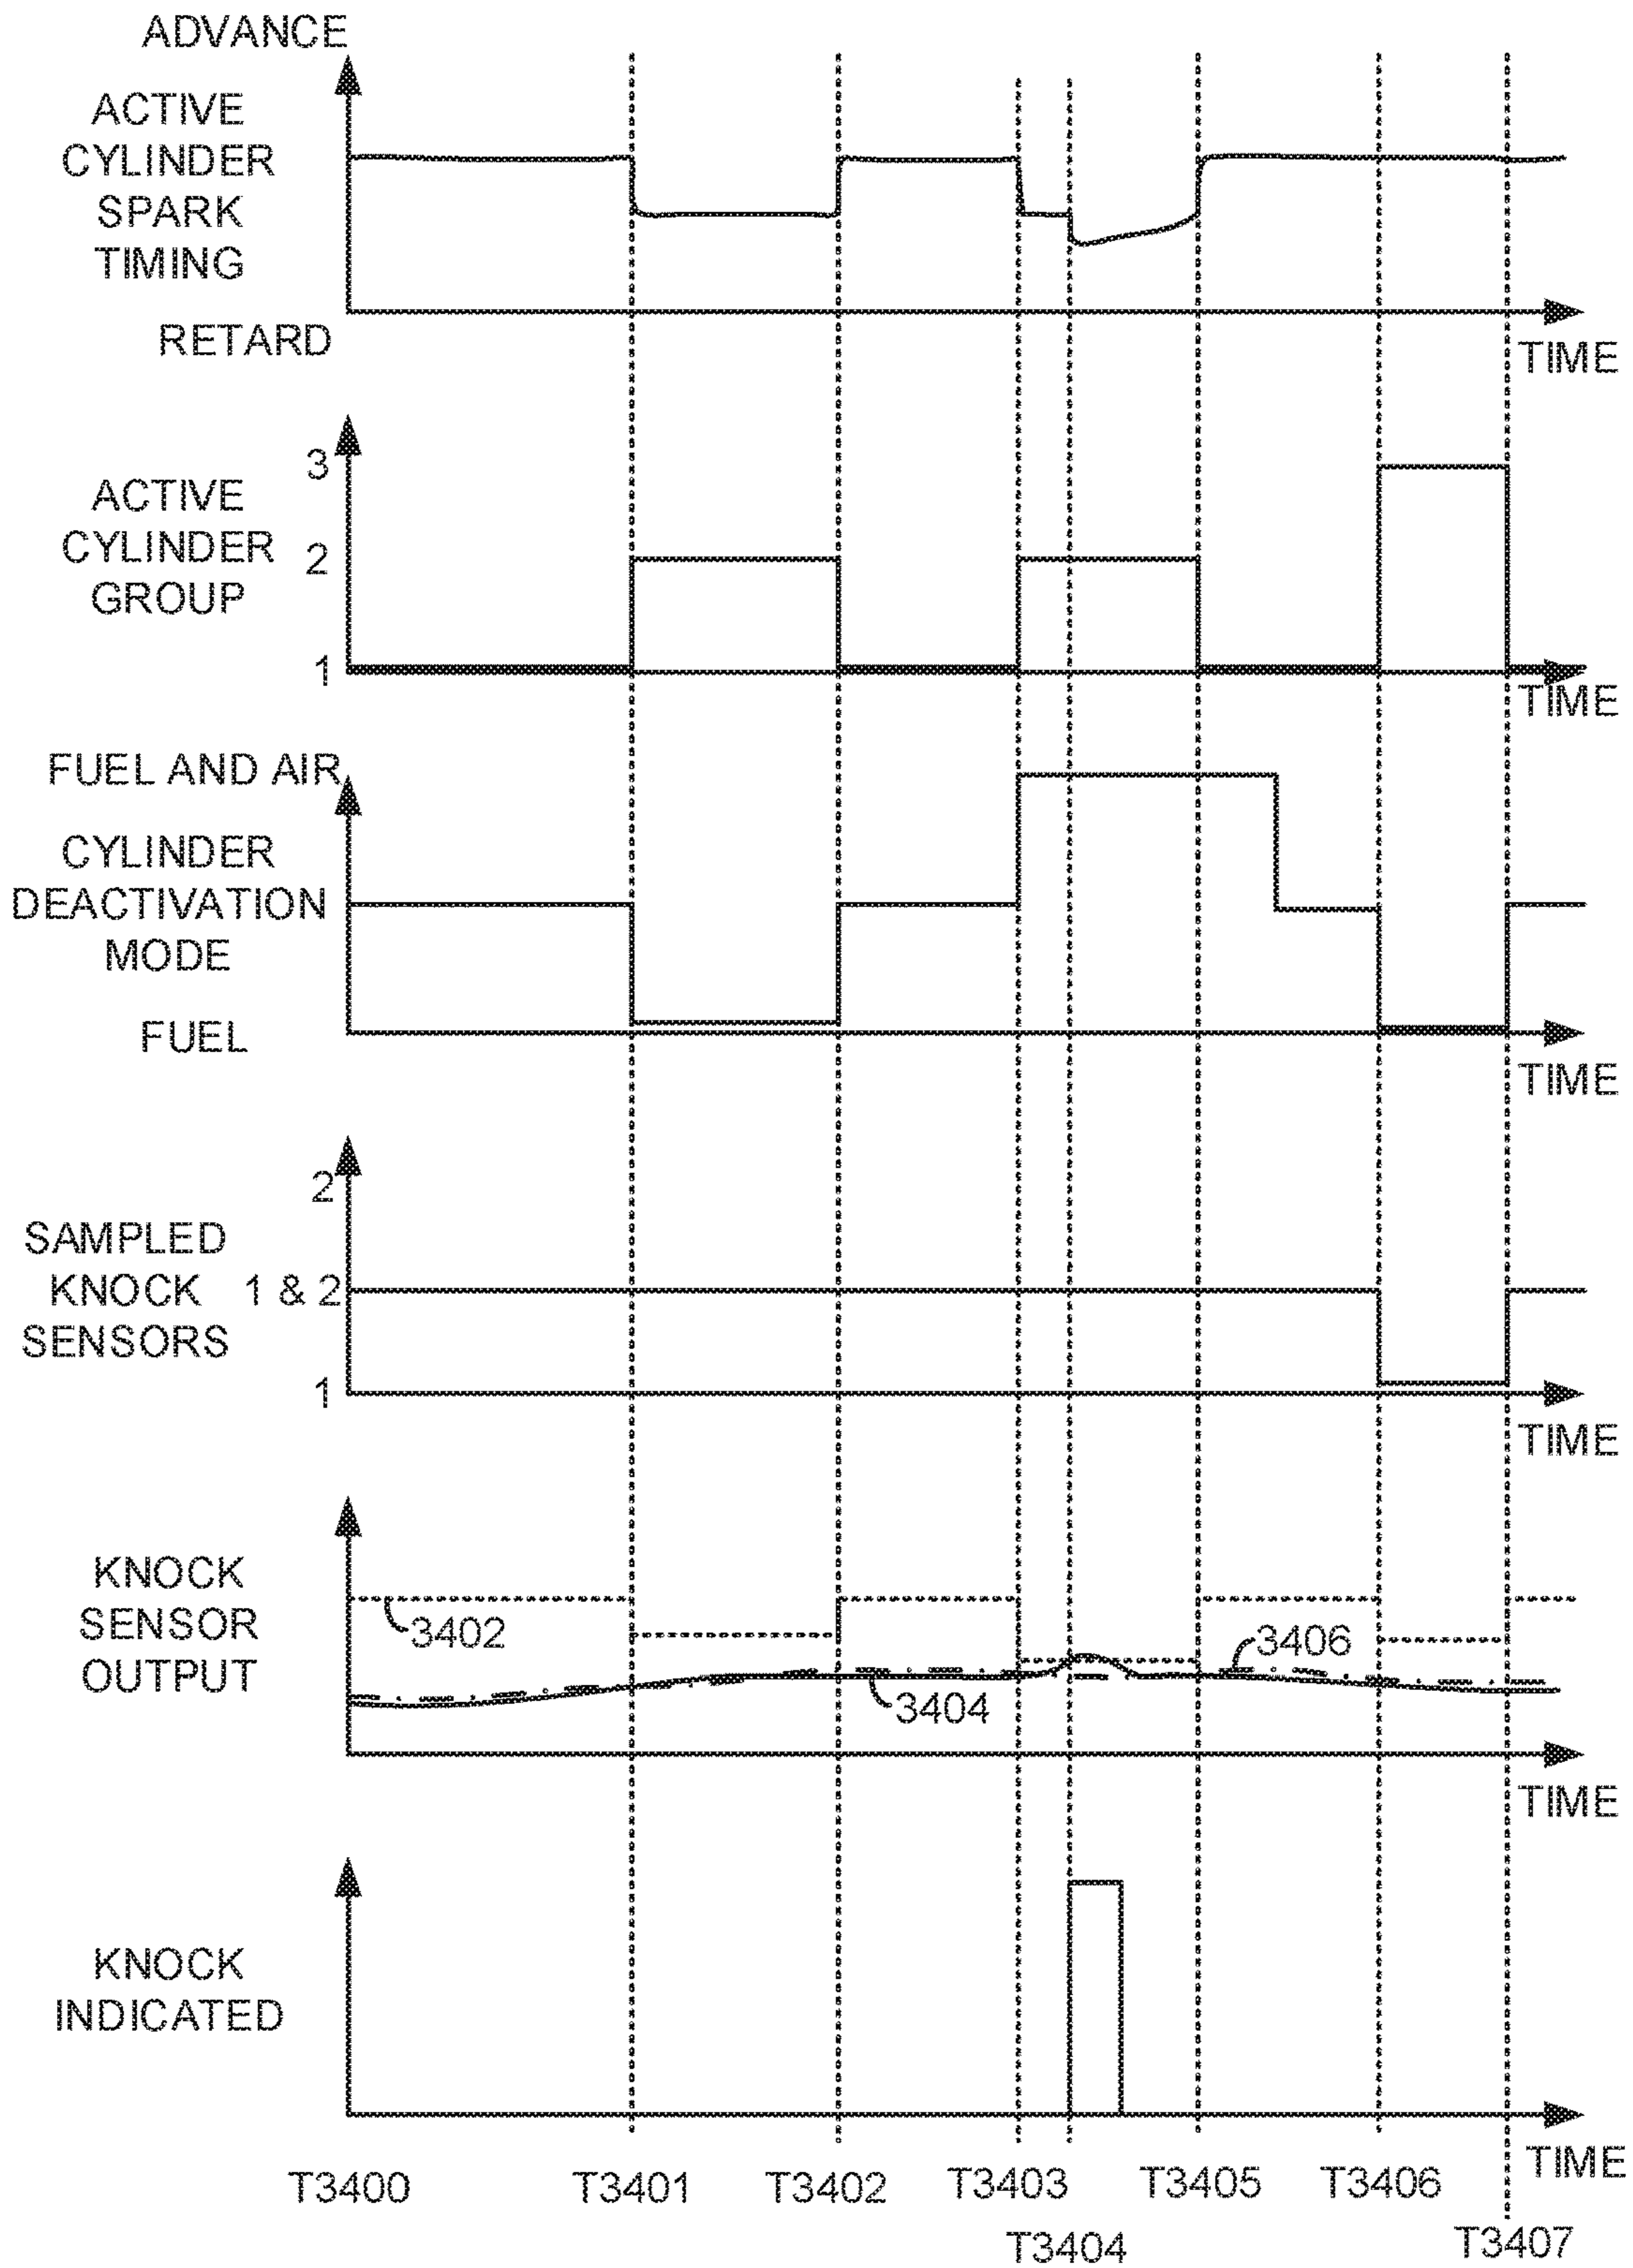 ADVANCE
ACTIVE
CYLINDER
SPARK
TIMING
RETARD
TIME
3
ACTIVE
CYLINDER
2
GROUP
1
TIME
FUEL AND AIR
CYLINDER
DEACTIVATION
MODE
FUEL
TIME
2
SAMPLED
KNOCK 1 & 2
SENSORS
1
TIME
KNOCK
SENSOR
OUTPUT
3402
3406
3404
TIME
KNOCK
INDICATED
TIME
T3400 T3401 T3402 T3403 T3405 T3406
T3404 T3407